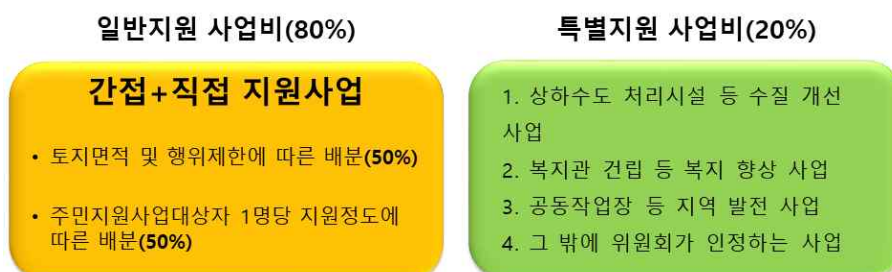 일반지원 사업비(80%)
간접+직접 지원사업
• 토지면적 및 행위제한에 따른 배분(50%)
• 주민지원사업대상자 1명당 지원정도에
따른 배분(50%)
특별지원 사업비(20%)
1. 상하수도 처리시설 등 수질 개선
사업
2. 복지관 건립 등 복지 향상 사업
3. 공동작업장 등 지역 발전 사업
4. 그 밖에 위원회가 인정하는 사업